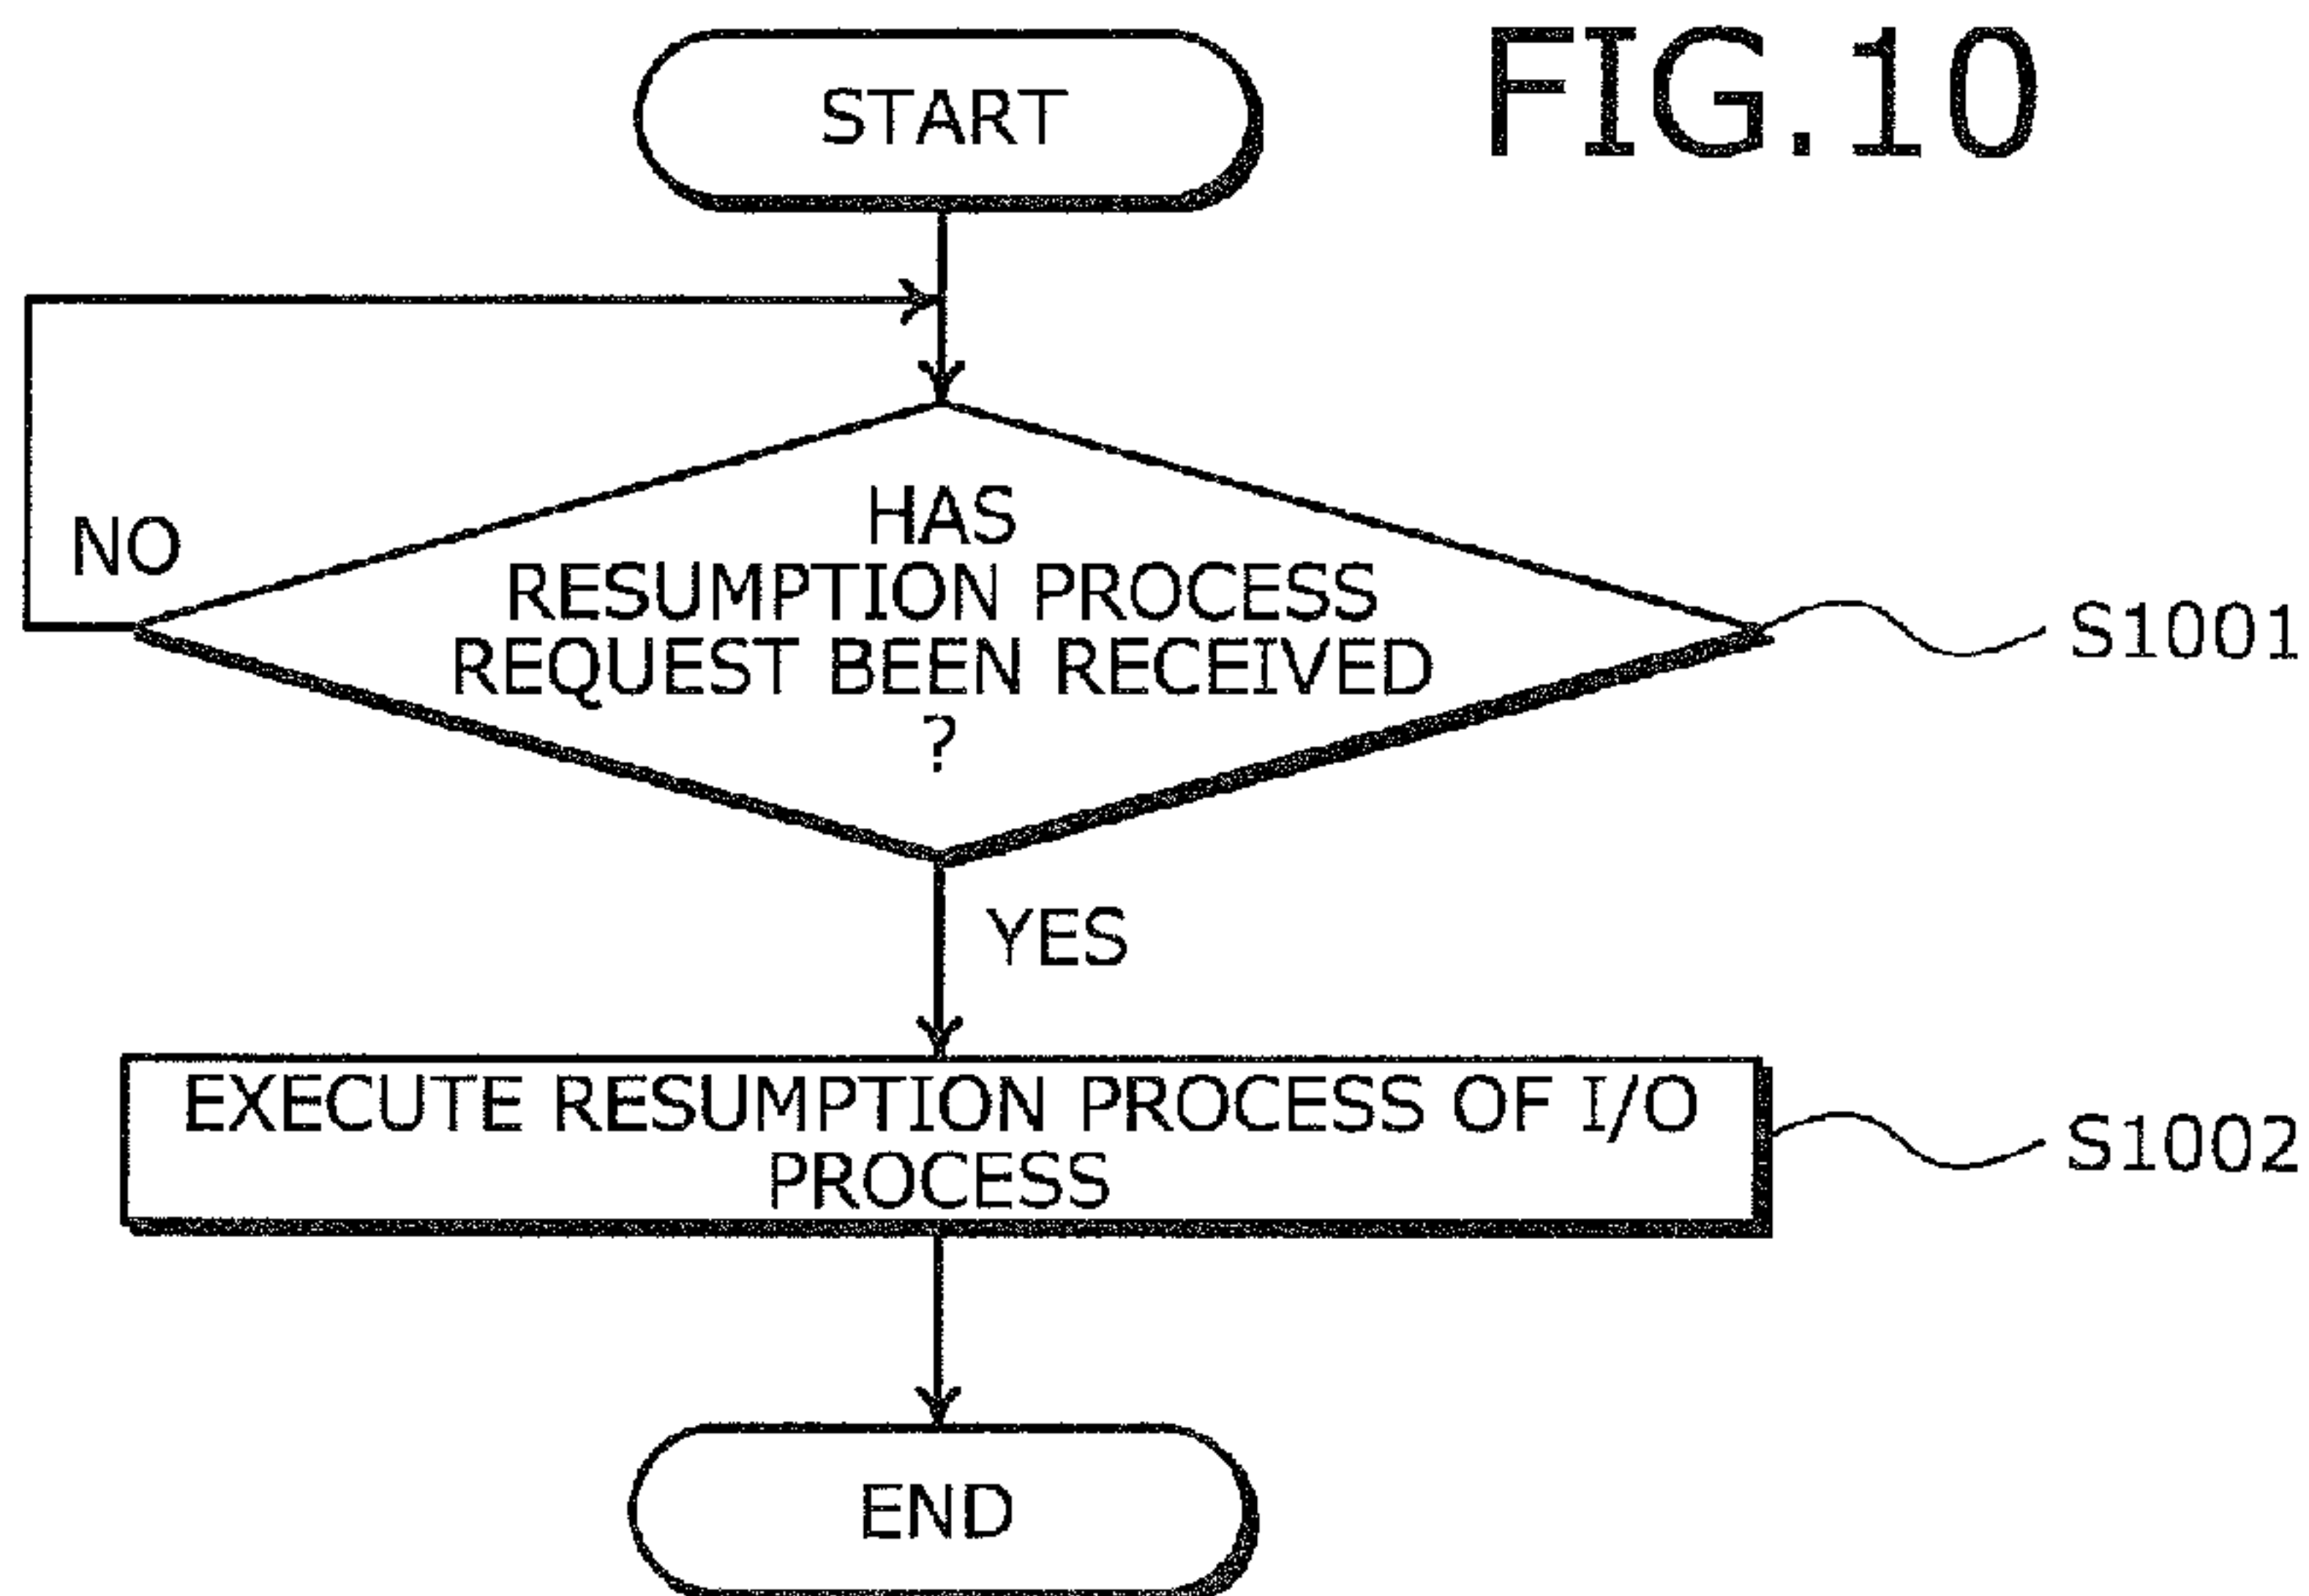 FIG.10
START
HAS
RESUMPTION PROCESS
REQUEST BEEN RECEIVED
?
NO
S1001
YES
EXECUTE RESUMPTION PROCESS OF I/O
PROCESS
S1002
END